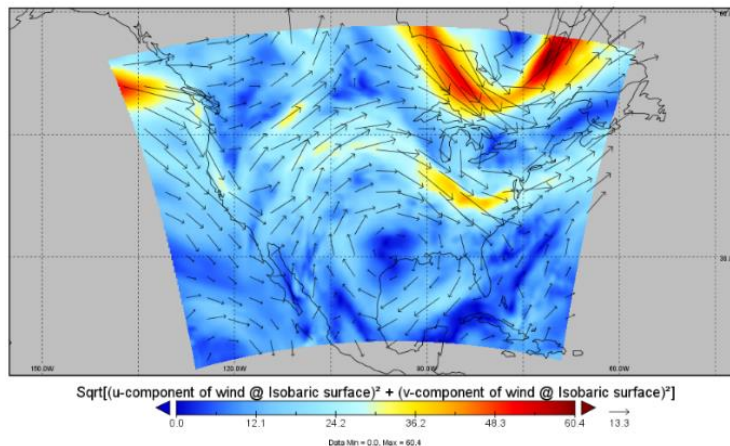 150.0W 120.0W 90.0W 60.0W
Sqrt[(u-component of wind @ Isobaric surface)² + (v-component of wind @ Isobaric surface)²]
0.0 12.1 24.2 36.2 48.3 60.4 13.3
Data Min = 0.0, Max = 60.4